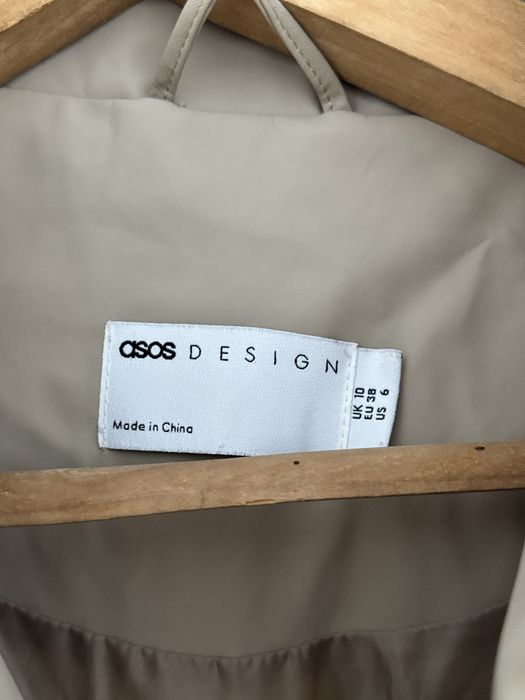 asos DESIGN
Made in China
UK 10
EU 38
US 6